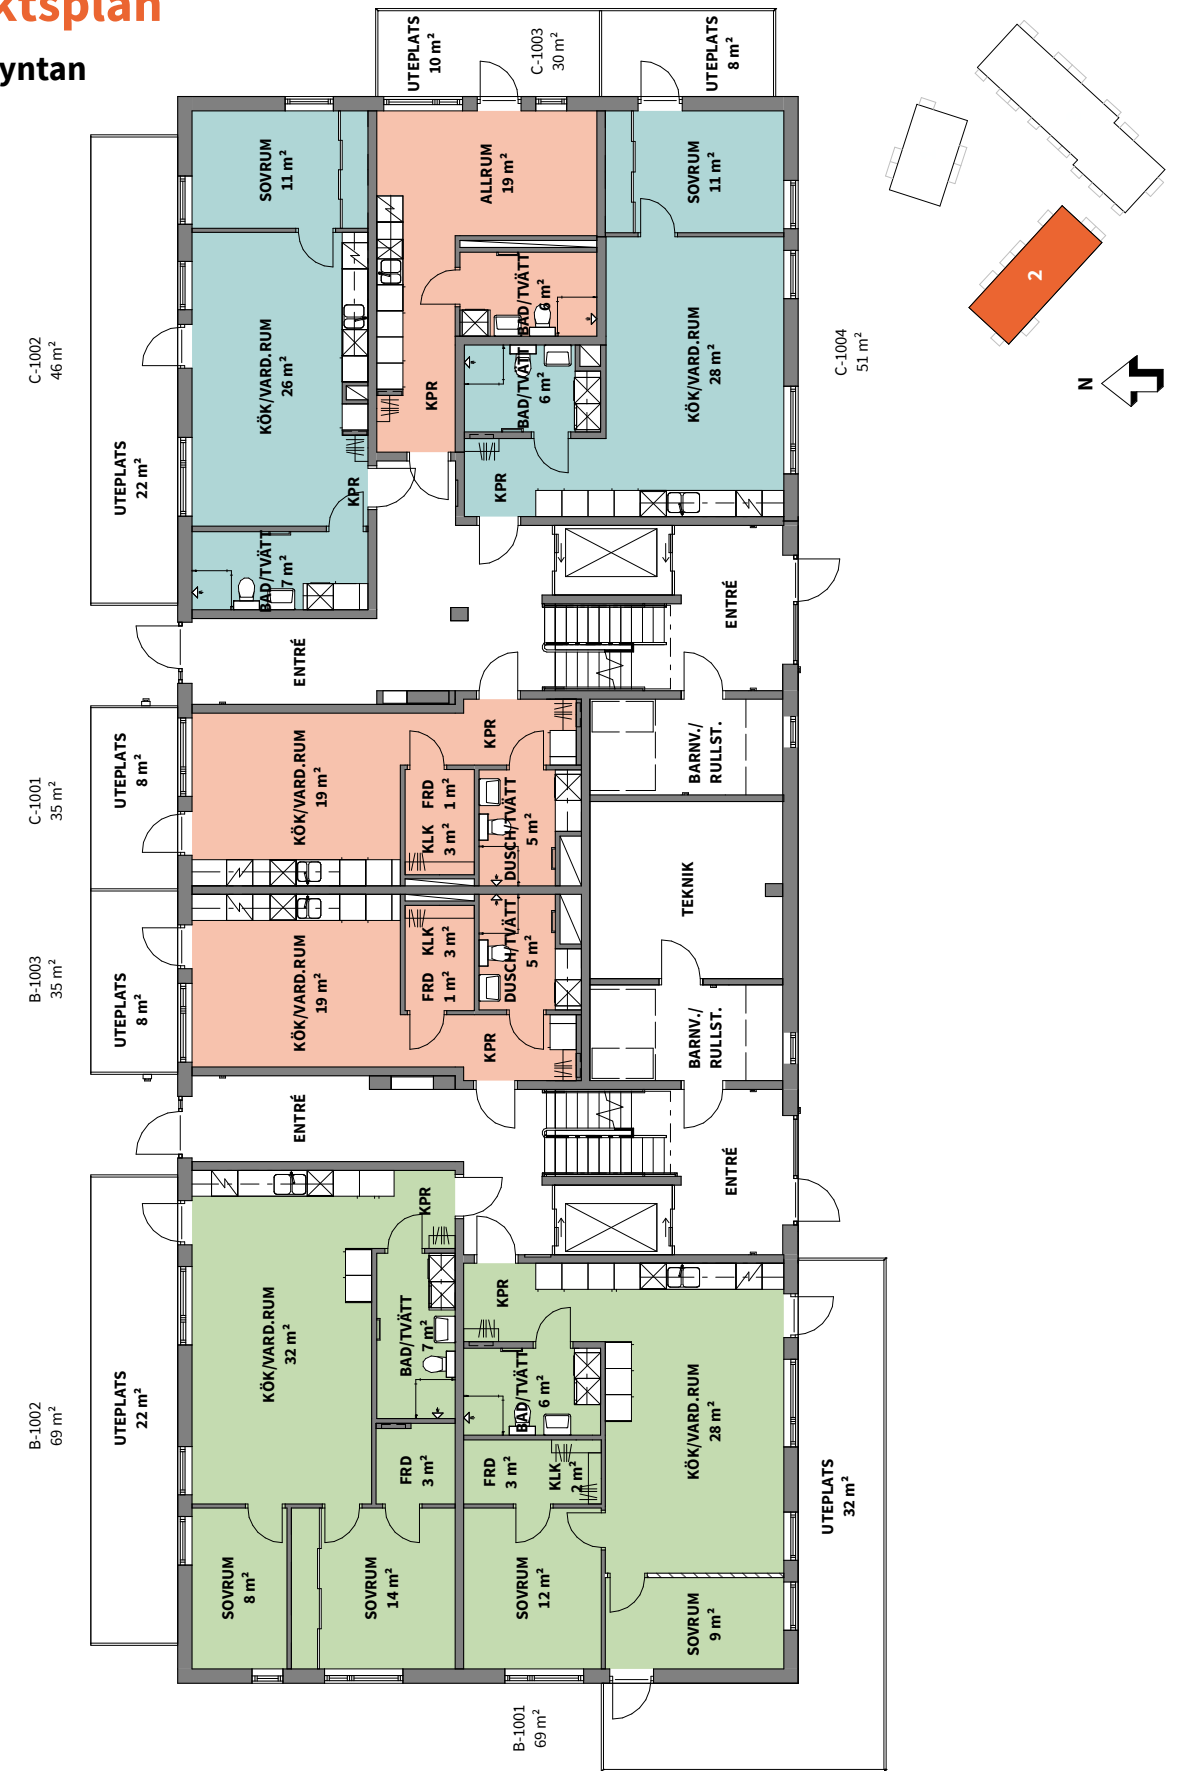 ktsplan
yntan
UTEPLATS
10 m²
C-1003
30 m²
UTEPLATS
8 m²
SOVRUM
11 m²
ALLRUM
19 m²
SOVRUM
11 m²
2
N
C-1002
46 m²
UTEPLATS
22 m²
KÖK/VARD.RUM
26 m²
BAD/TVÄTT
6 m²
KPR
BAD/TVÄTT
6 m²
KÖK/VARD.RUM
28 m²
C-1004
51 m²
KPR
KPR
BAD/TVÄTT
7 m²
ENTRÉ
ENTRÉ
C-1001
35 m²
UTEPLATS
8 m²
KÖK/VARD.RUM
19 m²
KPR
FRD
1 m²
KLK
3 m²
DUSCH/TVÄTT
5 m²
BARNV./
RULLST.
TEKNIK
B-1003
35 m²
UTEPLATS
8 m²
KÖK/VARD.RUM
19 m²
KLK
3 m²
FRD
1 m²
DUSCH/TVÄTT
5 m²
KPR
BARNV./
RULLST.
ENTRÉ
ENTRÉ
B-1002
69 m²
UTEPLATS
22 m²
KÖK/VARD.RUM
32 m²
KPR
BAD/TVÄTT
7 m²
KPR
BAD/TVÄTT
6 m²
KÖK/VARD.RUM
28 m²
UTEPLATS
32 m²
FRD
3 m²
FRD
3 m²
KLK
2 m²
SOVRUM
8 m²
SOVRUM
14 m²
SOVRUM
12 m²
SOVRUM
9 m²
B-1001
69 m²